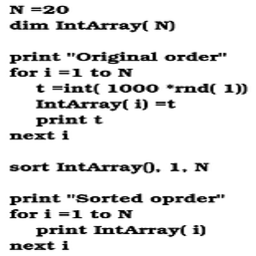 N =20
dim IntArray( N)
print "Original order"
for i =1 to N
t =int( 1000 *rnd( 1))
IntArray( i) =t
print t
next i
sort IntArray(), 1, N
print "Sorted oprder"
for i =1 to N
print IntArray( i)
next i